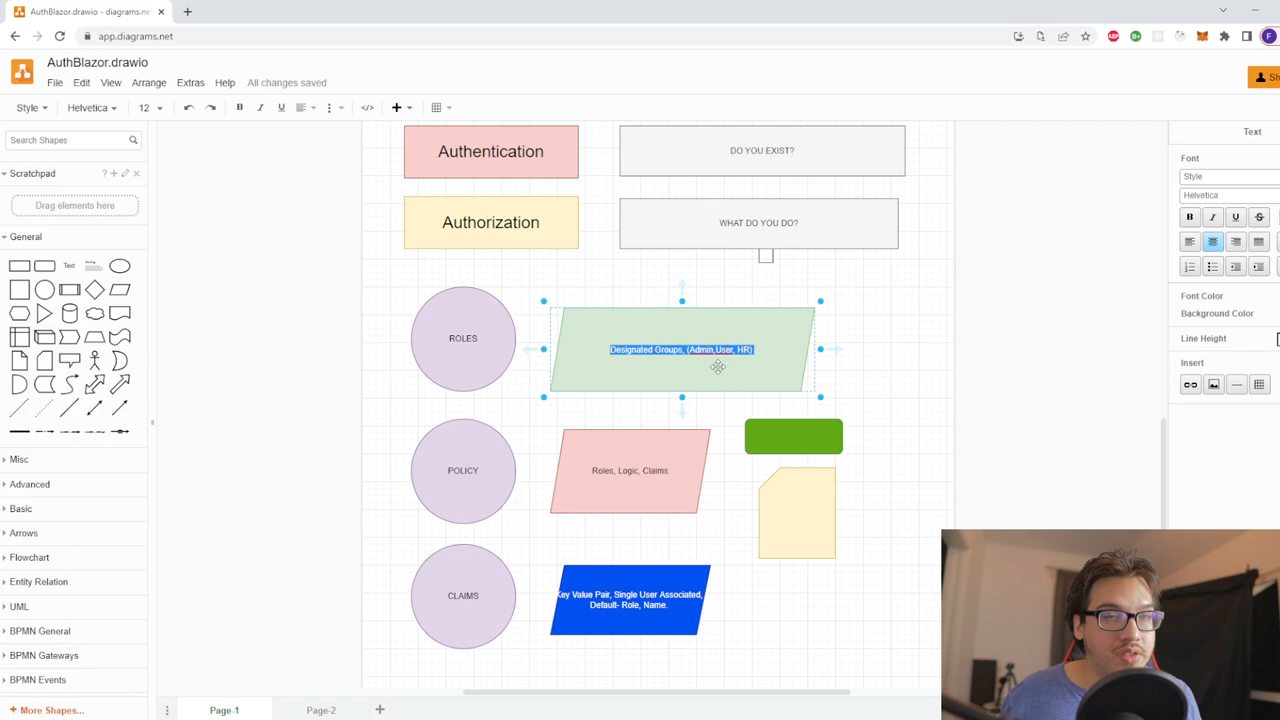 AuthBlazor.drawio - diagrams.net
app.diagrams.net
AuthBlazor.drawio
File Edit View Arrange Extras Help All changes saved
Style Helvetica 12 B I U
Search Shapes
Scratchpad
Drag elements here
General
Text
Misc
Advanced
Basic
Arrows
Flowchart
Entity Relation
UML
BPMN General
BPMN Gateways
BPMN Events
+ More Shapes...
Authentication
DO YOU EXIST?
Authorization
WHAT DO YOU DO?
ROLES
Designated Groups, (Admin,User, HR)
POLICY
Roles, Logic, Claims
CLAIMS
Key Value Pair, Single User Associated,
Default- Role, Name.
Page-1
Page-2
Text
Font
Style
Helvetica
B I U S
Font Color
Background Color
Line Height
Insert